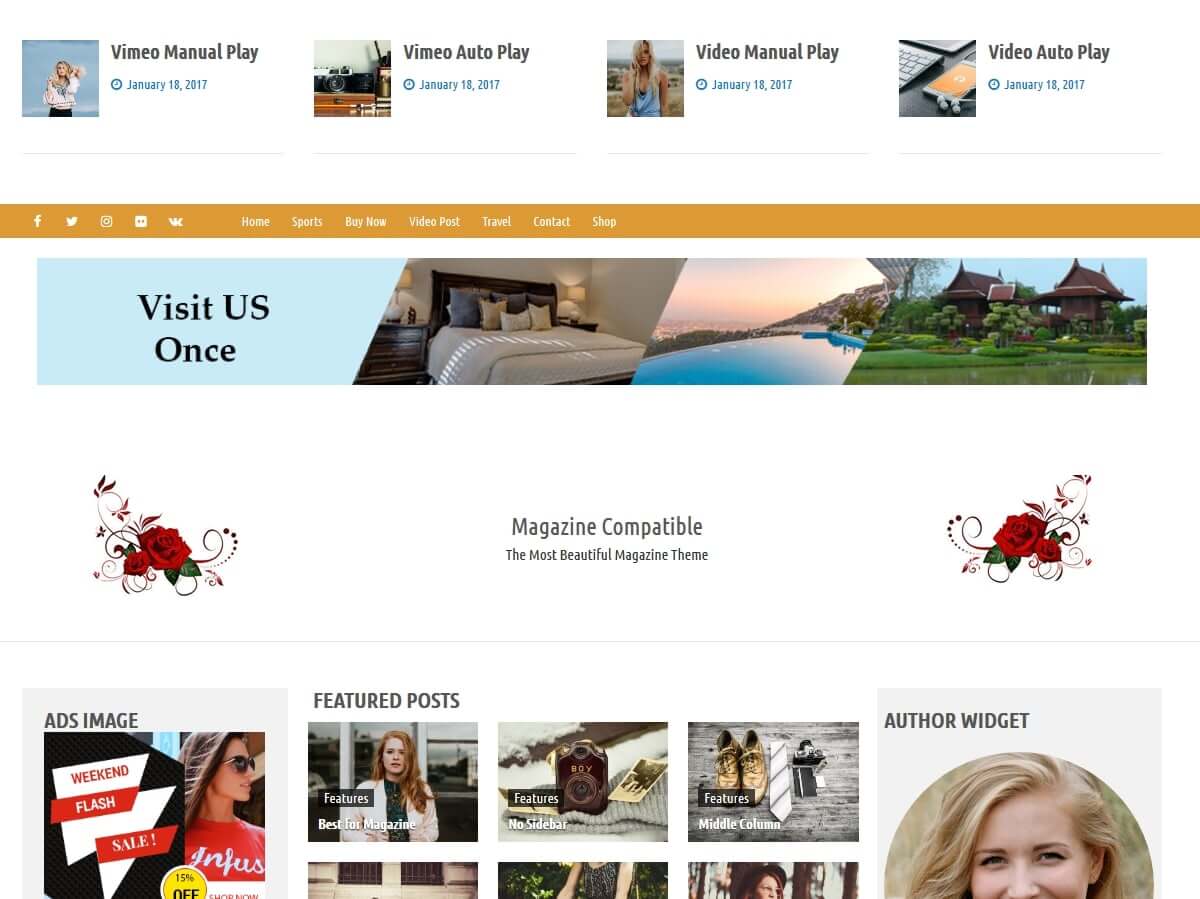 Vimeo Manual Play
January 18, 2017
Vimeo Auto Play
January 18, 2017
Video Manual Play
January 18, 2017
Video Auto Play
January 18, 2017
Home Sports Buy Now Video Post Travel Contact Shop
Visit US
Once
Magazine Compatible
The Most Beautiful Magazine Theme
ADS IMAGE
WEEKEND
FLASH
SALE !
Infus
15%
OFF
SHOP NOW
FEATURED POSTS
Features
Best for Magazine
BOY
Features
No Sidebar
Features
Middle Column
AUTHOR WIDGET